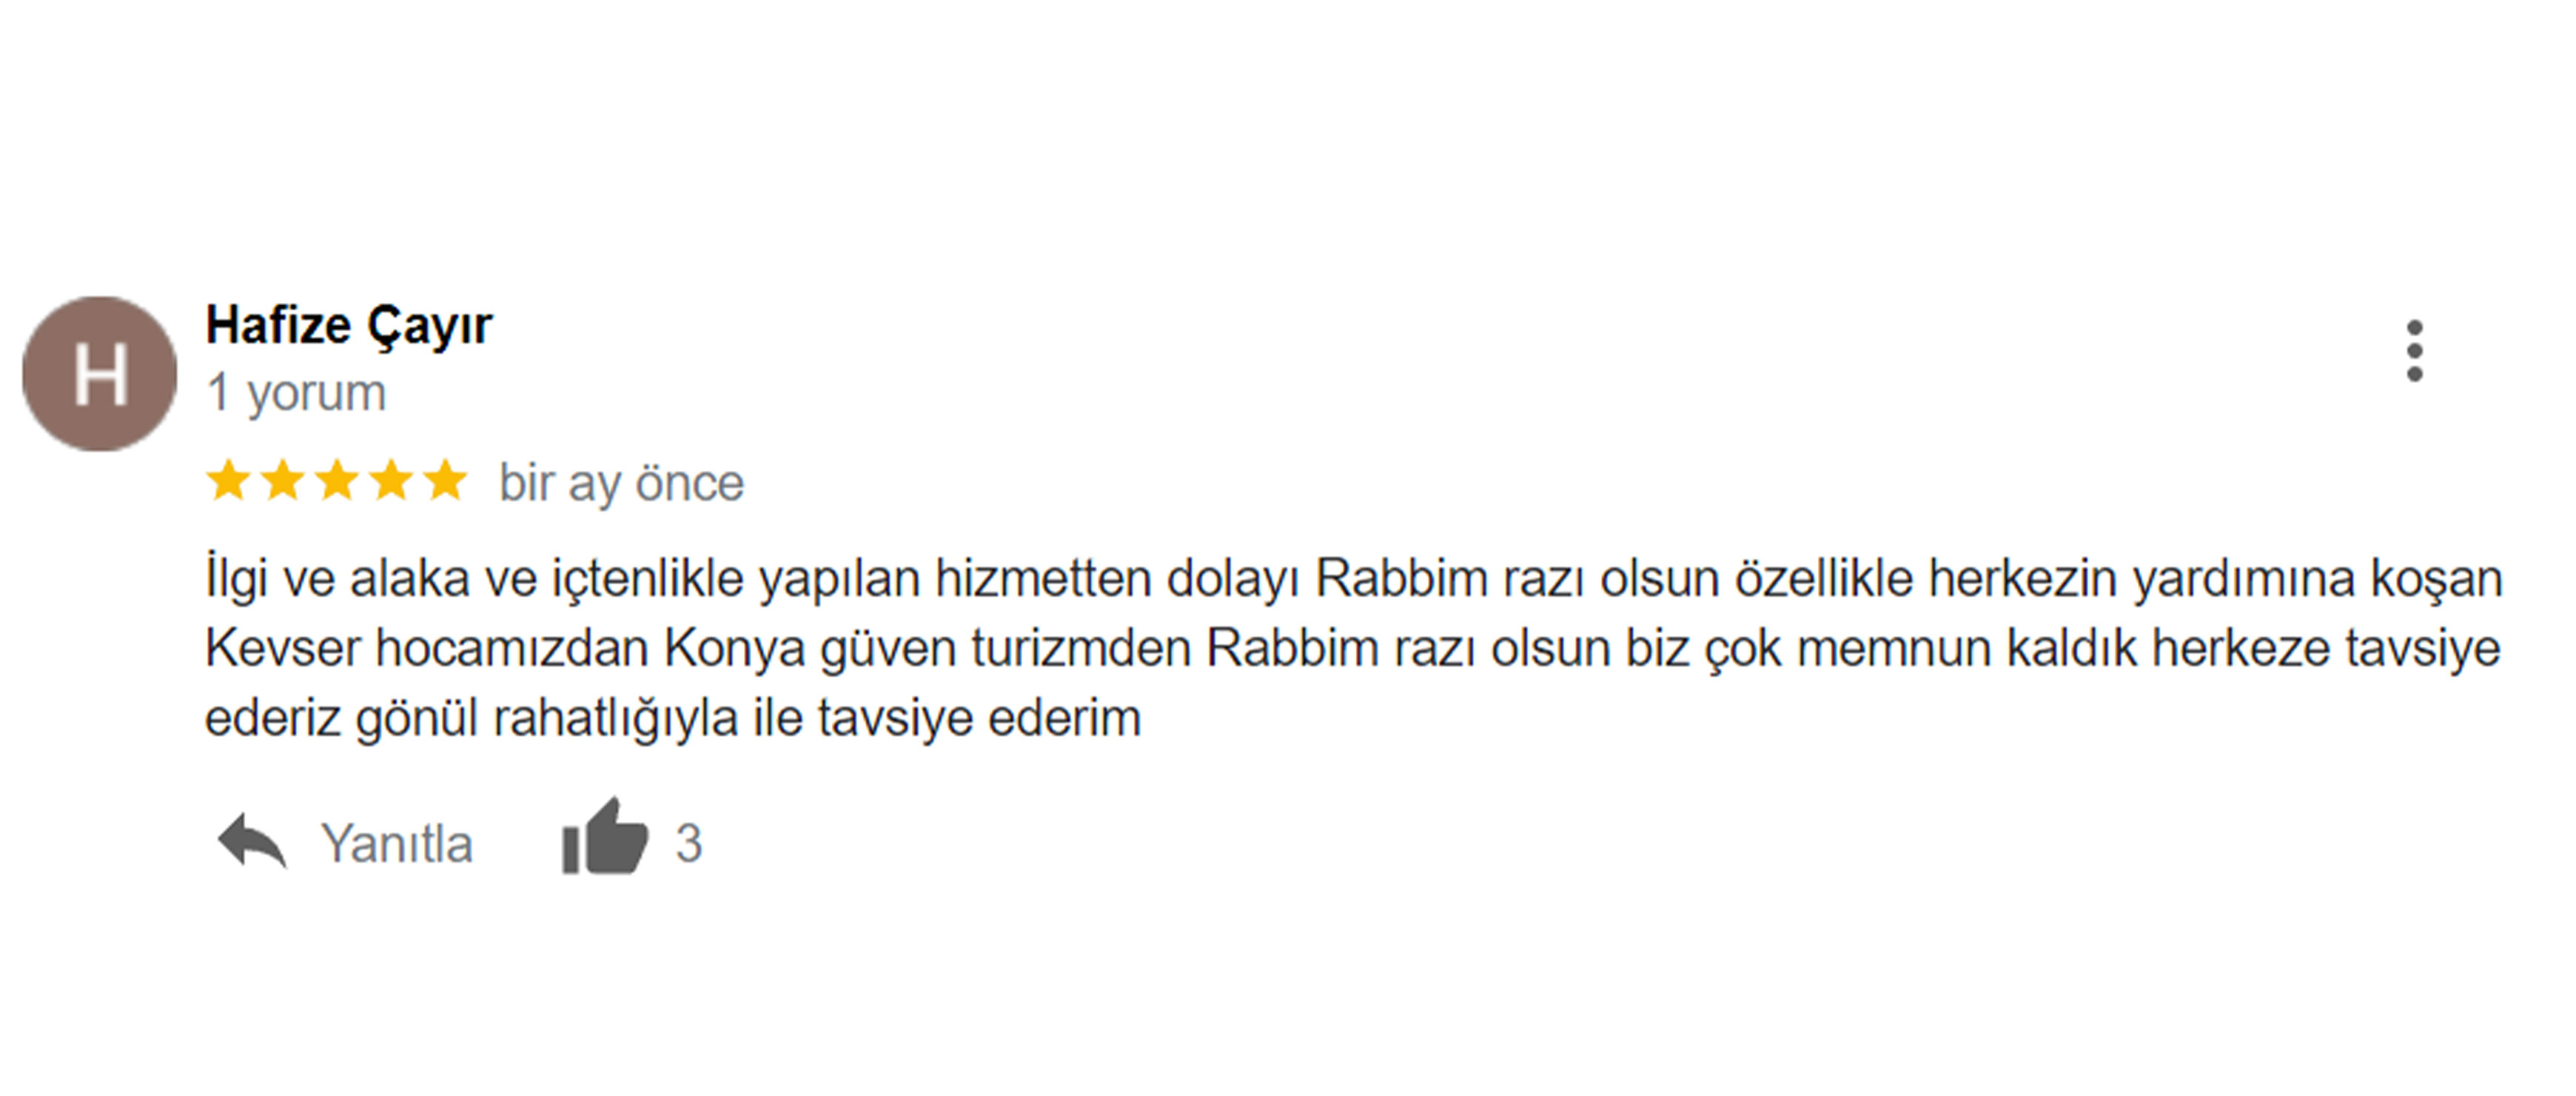 H
Hafize Çayır
1 yorum
bir ay önce
İlgi ve alaka ve içtenlikle yapılan hizmetten dolayı Rabbim razı olsun özellikle herkezin yardımına koşan
Kevser hocamızdan Konya güven turizmden Rabbim razı olsun biz çok memnun kaldık herkeze tavsiye
ederiz gönül rahatlığıyla ile tavsiye ederim
Yanıtla 3